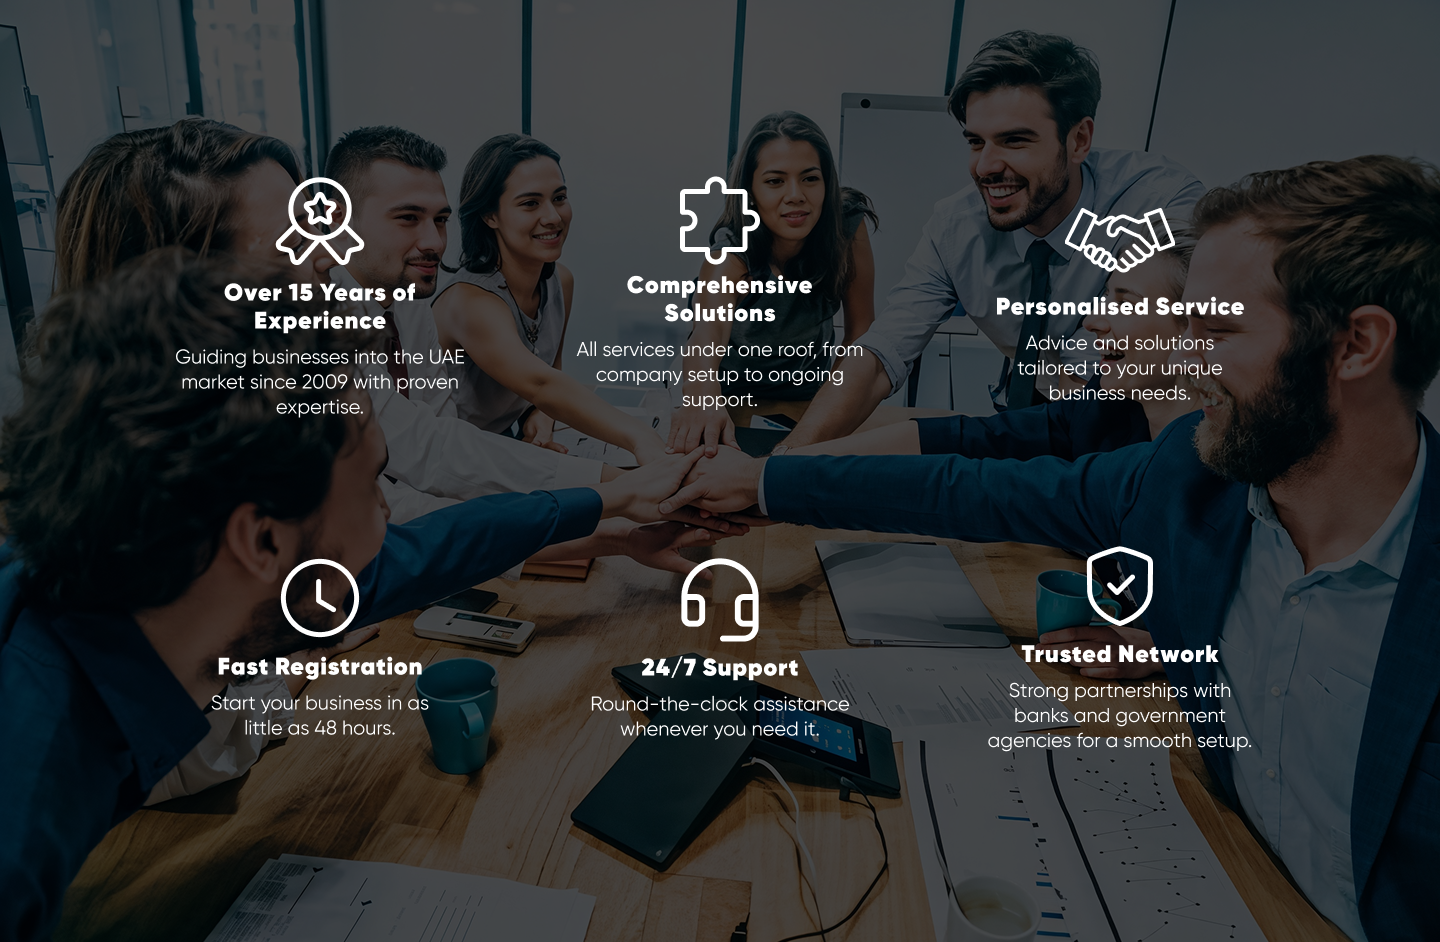 Over 15 Years of
Experience
Guiding businesses into the UAE
market since 2009 with proven
expertise.
Comprehensive
Solutions
All services under one roof, from
company setup to ongoing
support.
Personalised Service
Advice and solutions
tailored to your unique
business needs.
Fast Registration
Start your business in as
little as 48 hours.
24/7 Support
Round-the-clock assistance
whenever you need it.
Trusted Network
Strong partnerships with
banks and government
agencies for a smooth setup.